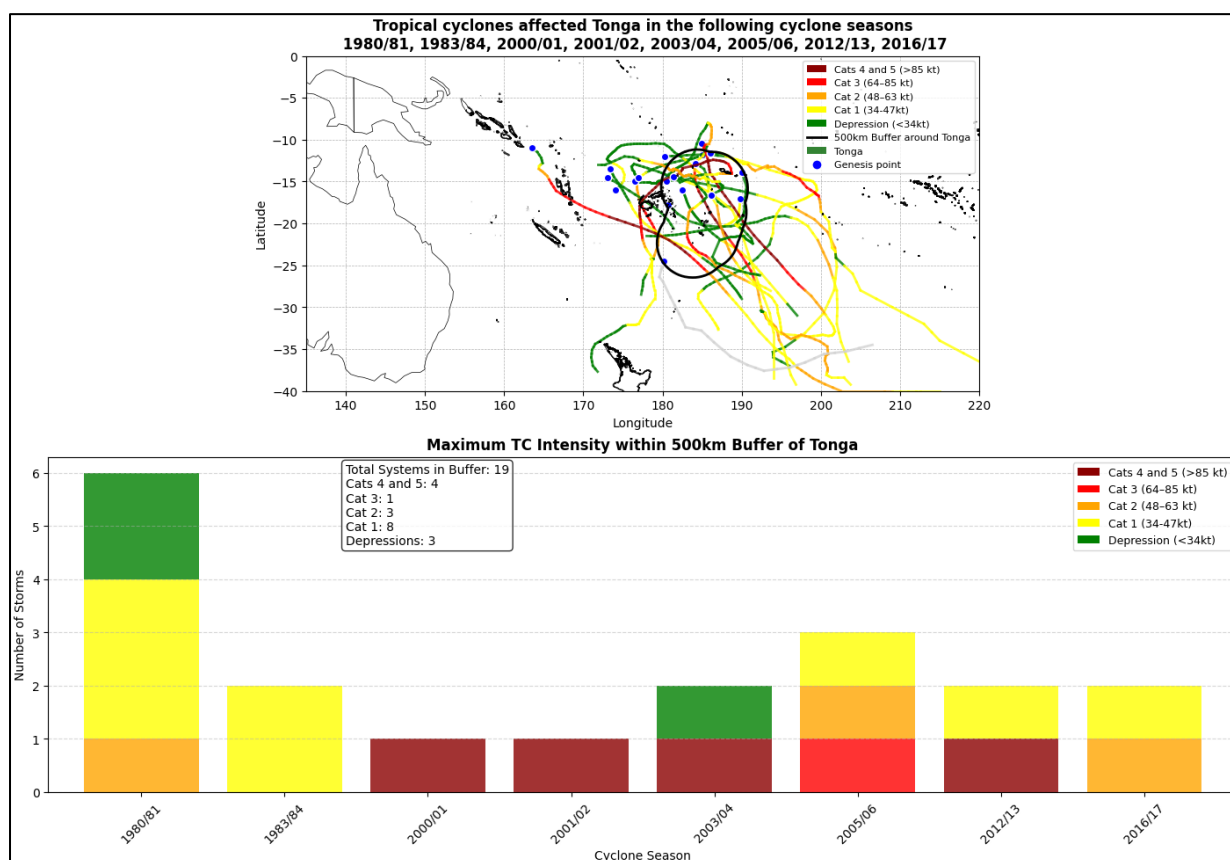 Tropical cyclones affected Tonga in the following cyclone seasons
1980/81, 1983/84, 2000/01, 2001/02, 2003/04, 2005/06, 2012/13, 2016/17
0
−5
−10
−15
−20
−25
−30
−35
−40
Latitude
Cats 4 and 5 (>85 kt)
Cat 3 (64–85 kt)
Cat 2 (48–63 kt)
Cat 1 (34-47kt)
Depression (<34kt)
500km Buffer around Tonga
Tonga
Genesis point
140 150 160 170 180 190 200 210 220
Longitude
Maximum TC Intensity within 500km Buffer of Tonga
6
5
4
3
2
1
0
Number of Storms
Total Systems in Buffer: 19
Cats 4 and 5: 4
Cat 3: 1
Cat 2: 3
Cat 1: 8
Depressions: 3
Cats 4 and 5 (>85 kt)
Cat 3 (64–85 kt)
Cat 2 (48–63 kt)
Cat 1 (34-47kt)
Depression (<34kt)
1980/81 1983/84 2000/01 2001/02 2003/04 2005/06 2012/13 2016/17
Cyclone Season